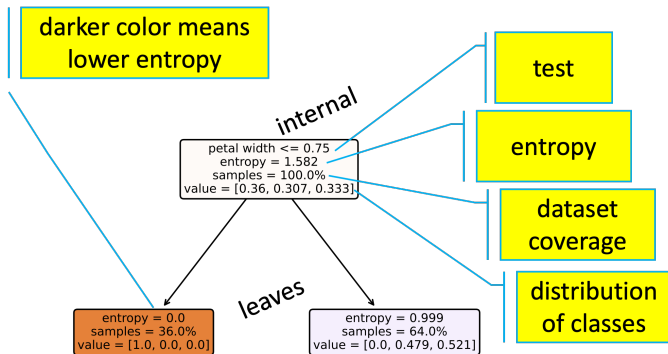 darker color means
lower entropy
test
internal
entropy
petal width <= 0.75
entropy = 1.582
samples = 100.0%
value = [0.36, 0.307, 0.333]
dataset
coverage
leaves
distribution
of classes
entropy = 0.0
samples = 36.0%
value = [1.0, 0.0, 0.0]
entropy = 0.999
samples = 64.0%
value = [0.0, 0.479, 0.521]